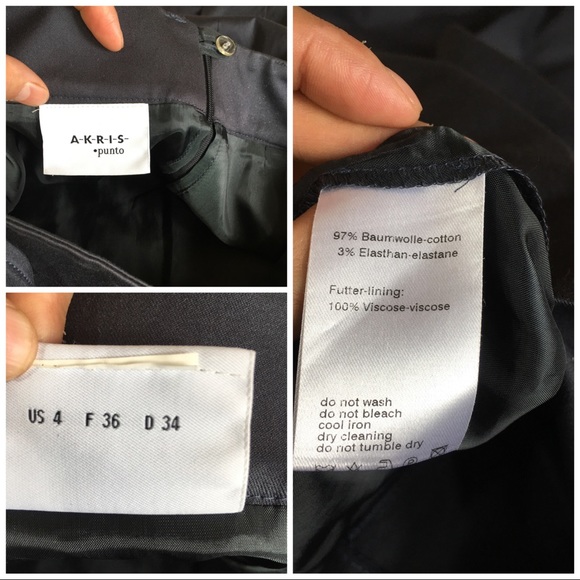 A-K-R-I-S-
•punto
97% Baumwolle-cotton
3% Elasthan-elastane
Futter-lining:
100% Viscose-viscose
do not wash
do not bleach
cool iron
dry cleaning
do not tumble dry
US 4 F 36 D 34